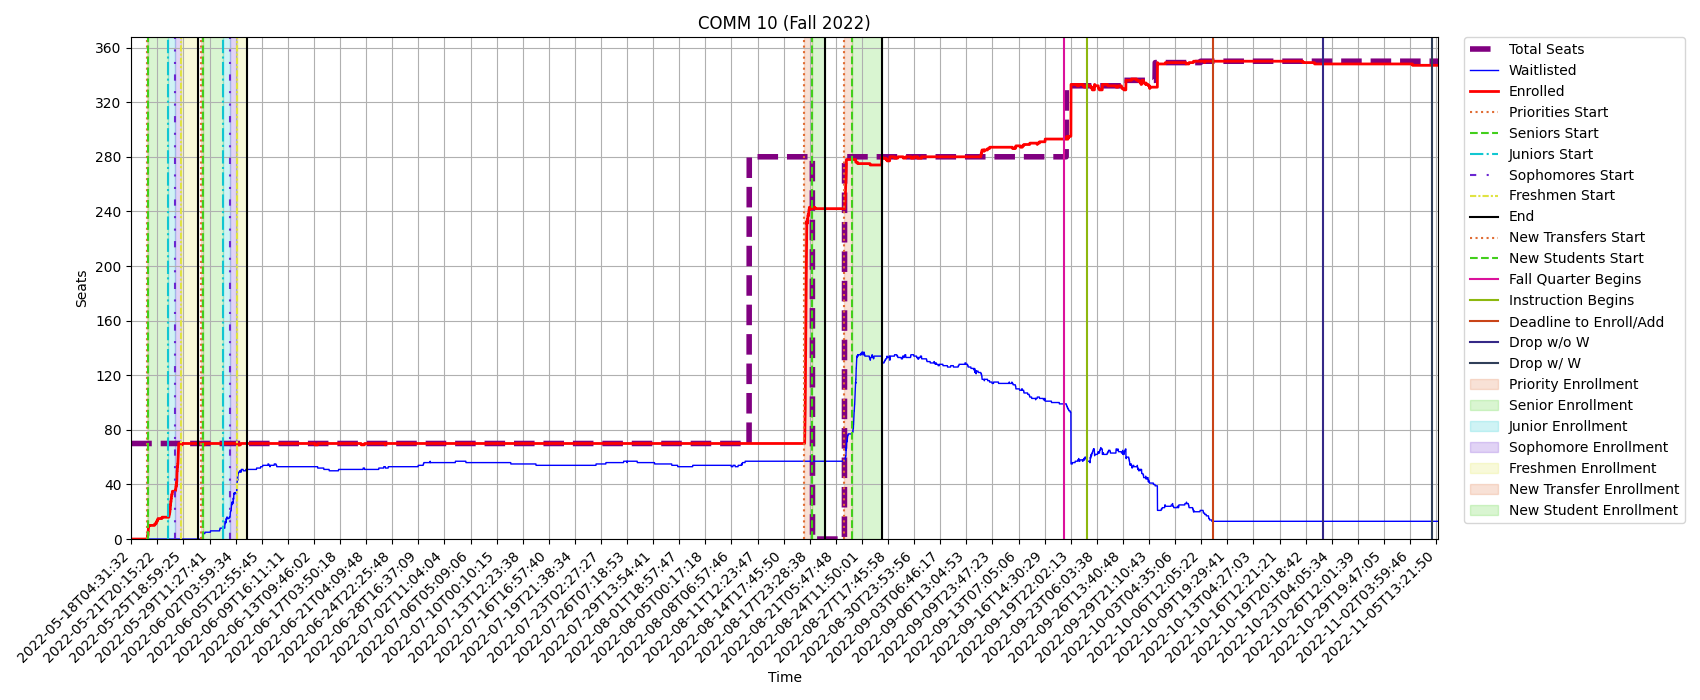 COMM 10 (Fall 2022)
Seats
360
320
280
240
200
160
120
80
40
0
2022-05-18T04:31:32
2022-05-21T20:15:22
2022-05-25T18:59:25
2022-05-29T11:27:41
2022-06-02T03:59:34
2022-06-05T22:55:45
2022-06-09T16:11:11
2022-06-13T09:46:02
2022-06-17T03:50:18
2022-06-21T04:09:48
2022-06-24T22:25:48
2022-06-28T16:37:09
2022-07-02T11:04:04
2022-07-06T05:09:06
2022-07-10T00:10:15
2022-07-13T12:23:38
2022-07-16T16:57:40
2022-07-19T21:38:34
2022-07-23T02:27:27
2022-07-26T07:18:53
2022-07-29T13:54:41
2022-08-01T18:57:47
2022-08-05T00:17:18
2022-08-08T06:57:46
2022-08-11T11:23:47
2022-08-14T17:45:50
2022-08-17T23:28:38
2022-08-21T05:47:48
2022-08-24T11:50:01
2022-08-27T17:45:58
2022-08-30T23:53:56
2022-09-03T06:46:17
2022-09-06T13:04:53
2022-09-09T23:47:23
2022-09-13T07:05:06
2022-09-16T14:30:29
2022-09-19T22:02:13
2022-09-23T06:03:38
2022-09-26T13:40:48
2022-09-29T21:10:43
2022-10-03T04:35:06
2022-10-06T12:05:22
2022-10-09T19:29:41
2022-10-13T04:27:03
2022-10-16T12:21:21
2022-10-19T20:18:42
2022-10-23T04:05:34
2022-10-26T12:01:39
2022-10-29T19:47:05
2022-11-02T03:59:46
2022-11-05T13:21:50
Time
Total Seats
Waitlisted
Enrolled
Priorities Start
Seniors Start
Juniors Start
Sophomores Start
Freshmen Start
End
New Transfers Start
New Students Start
Fall Quarter Begins
Instruction Begins
Deadline to Enroll/Add
Drop w/o W
Drop w/ W
Priority Enrollment
Senior Enrollment
Junior Enrollment
Sophomore Enrollment
Freshmen Enrollment
New Transfer Enrollment
New Student Enrollment